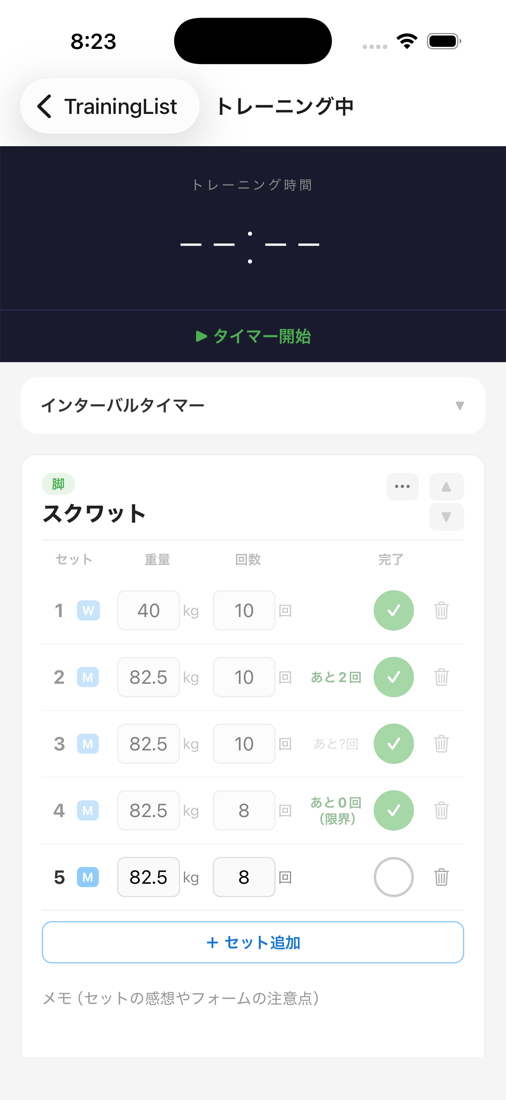 8:23
TrainingList トレーニング中
トレーニング時間
--:--
▶ タイマー開始
インターバルタイマー ▼
脚 ••• ▲
スクワット ▼
セット 重量 回数 完了
1 W 40 kg 10 回
2 M 82.5 kg 10 回 あと2回
3 M 82.5 kg 10 回 あと?回
4 M 82.5 kg 8 回 あと0回
(限界)
5 M 82.5 kg 8 回
+ セット追加
メモ(セットの感想やフォームの注意点)